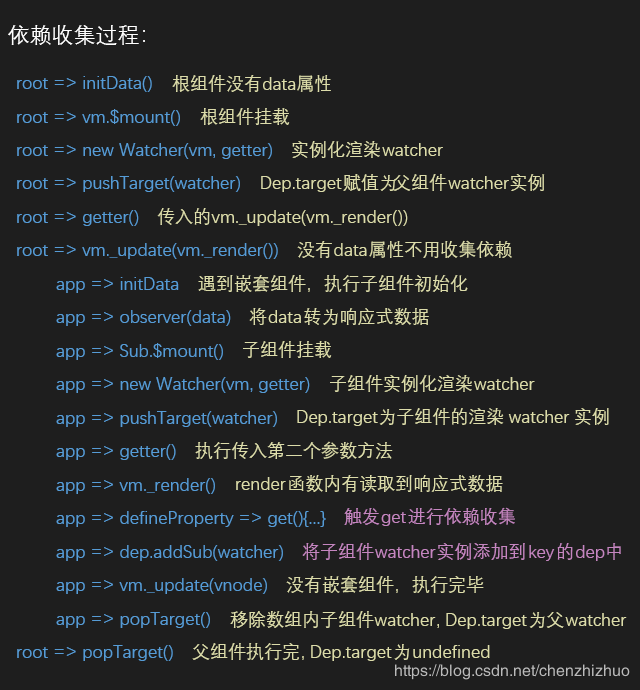 依赖收集过程:
root => initData() 根组件没有data属性
root => vm.$mount() 根组件挂载
root => new Watcher(vm, getter) 实例化渲染watcher
root => pushTarget(watcher) Dep.target赋值为父组件watcher实例
root => getter() 传入的vm._update(vm._render())
root => vm._update(vm._render()) 没有data属性不用收集依赖
app => initData 遇到嵌套组件，执行子组件初始化
app => observer(data) 将data转为响应式数据
app => Sub.$mount() 子组件挂载
app => new Watcher(vm, getter) 子组件实例化渲染watcher
app => pushTarget(watcher) Dep.target为子组件的渲染 watcher 实例
app => getter() 执行传入第二个参数方法
app => vm._render() render函数内有读取到响应式数据
app => defineProperty => get(){...} 触发get进行依赖收集
app => dep.addSub(watcher) 将子组件watcher实例添加到key的dep中
app => vm._update(vnode) 没有嵌套组件，执行完毕
app => popTarget() 移除数组内子组件watcher, Dep.target为父watcher
root => popTarget() 父组件执行完, Dep.target为undefined
https://blog.csdn.net/chenzhizhuo